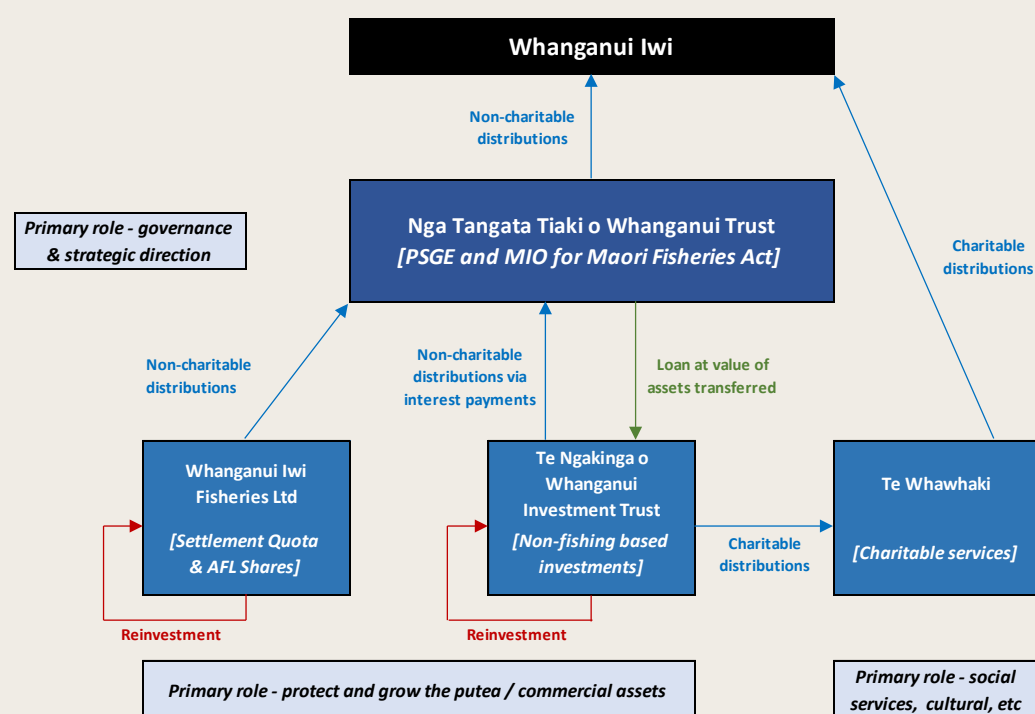 Whanganui Iwi
Non-charitable
distributions
Primary role - governance
& strategic direction
Nga Tangata Tiaki o Whanganui Trust
[PSGE and MIO for Maori Fisheries Act]
Charitable
distributions
Non-charitable
distributions
Non-charitable
distributions via
interest payments
Loan at value of
assets transferred
Whanganui Iwi
Fisheries Ltd
[Settlement Quota
& AFL Shares]
Te Ngakinga o
Whanganui
Investment Trust
[Non-fishing based
investments]
Charitable
distributions
Te Whawhaki
[Charitable services]
Reinvestment
Reinvestment
Primary role - protect and grow the putea / commercial assets
Primary role - social
services, cultural, etc